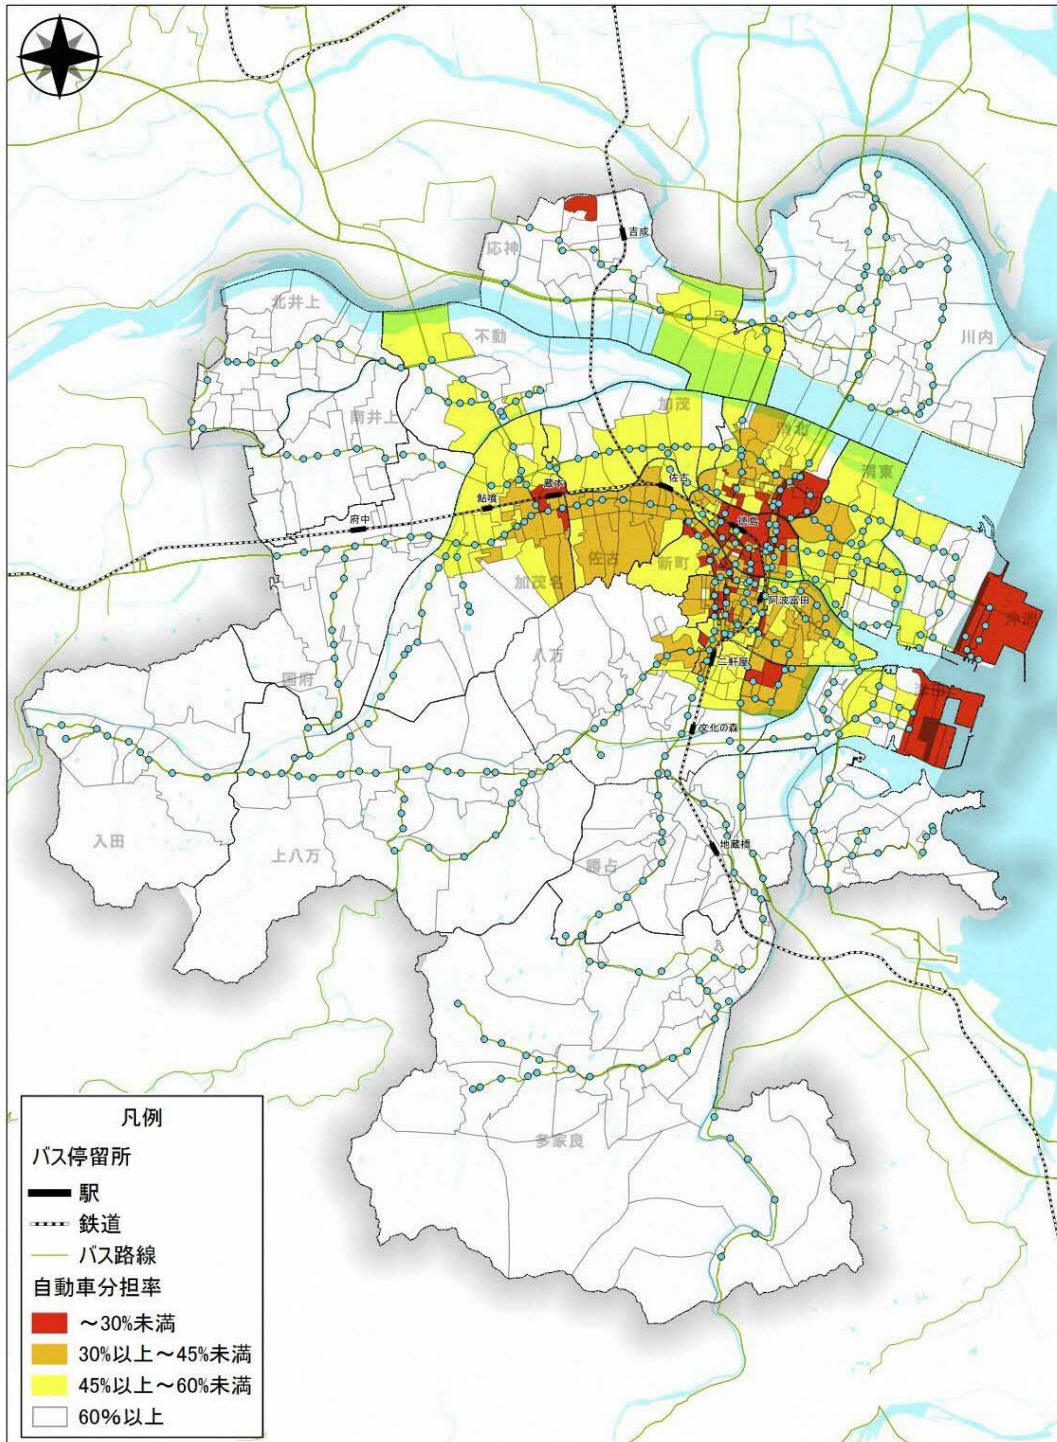 応神
吉成
北井上
川内
不動
南井上
加茂
渭北
渭東
蔵本
佐古
鮎喰
府中
徳島
佐古
新町
加茂名
阿波富田
沖洲
八万
二軒屋
国府
津田
文化の森
入田
上八万
地蔵橋
勝占
多家良
凡例
バス停留所
駅
鉄道
バス路線
自動車分担率
～30%未満
30%以上～45%未満
45%以上～60%未満
60%以上